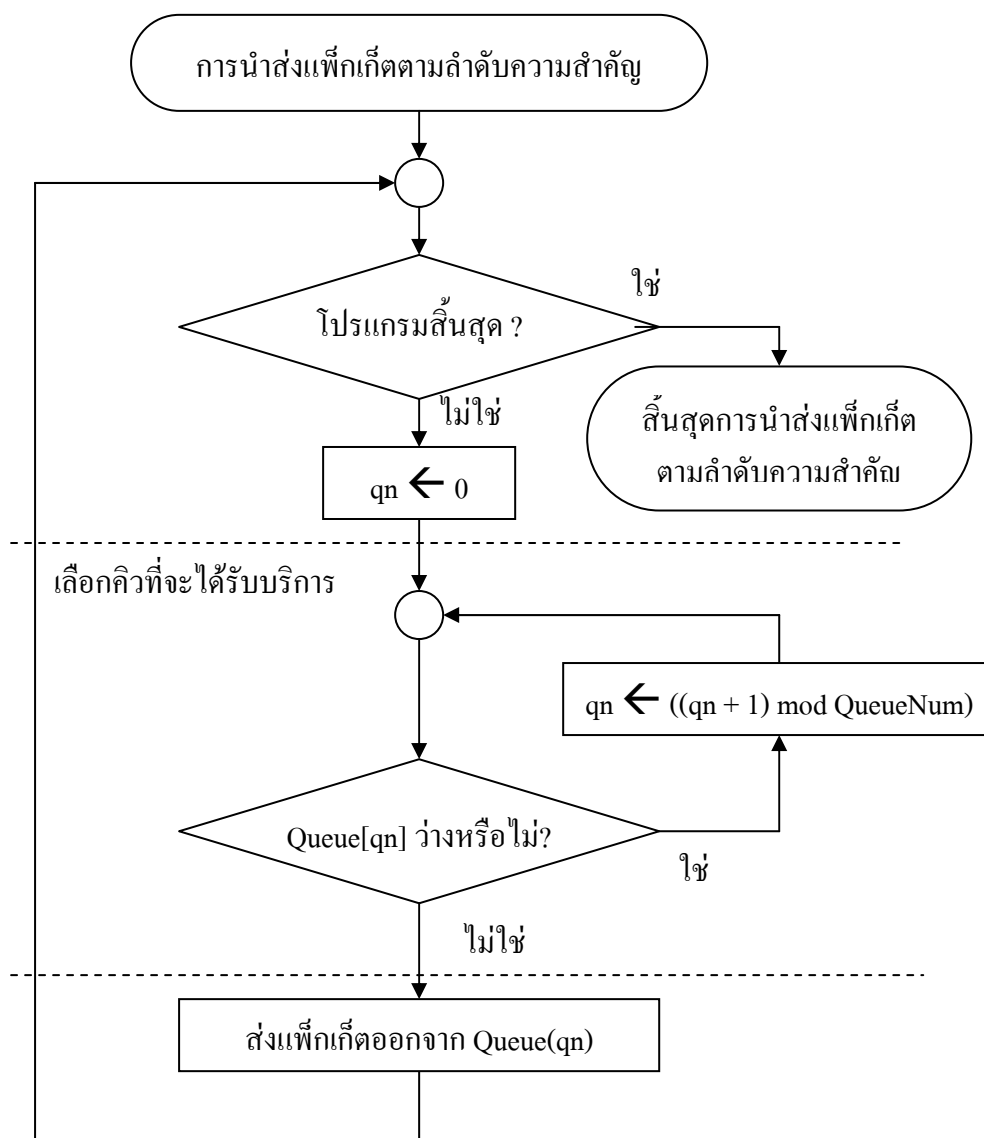 การนำส่งแพ็กเก็ตตามลำดับความสำคัญ
ใช่
โปรแกรมสิ้นสุด ?
ไม่ใช่
สิ้นสุดการนำส่งแพ็กเก็ต
ตามลำดับความสำคัญ
qn ← 0
เลือกคิวที่จะได้รับบริการ
qn ← ((qn + 1) mod QueueNum)
Queue[qn] ว่างหรือไม่?
ใช่
ไม่ใช่
ส่งแพ็กเก็ตออกจาก Queue(qn)